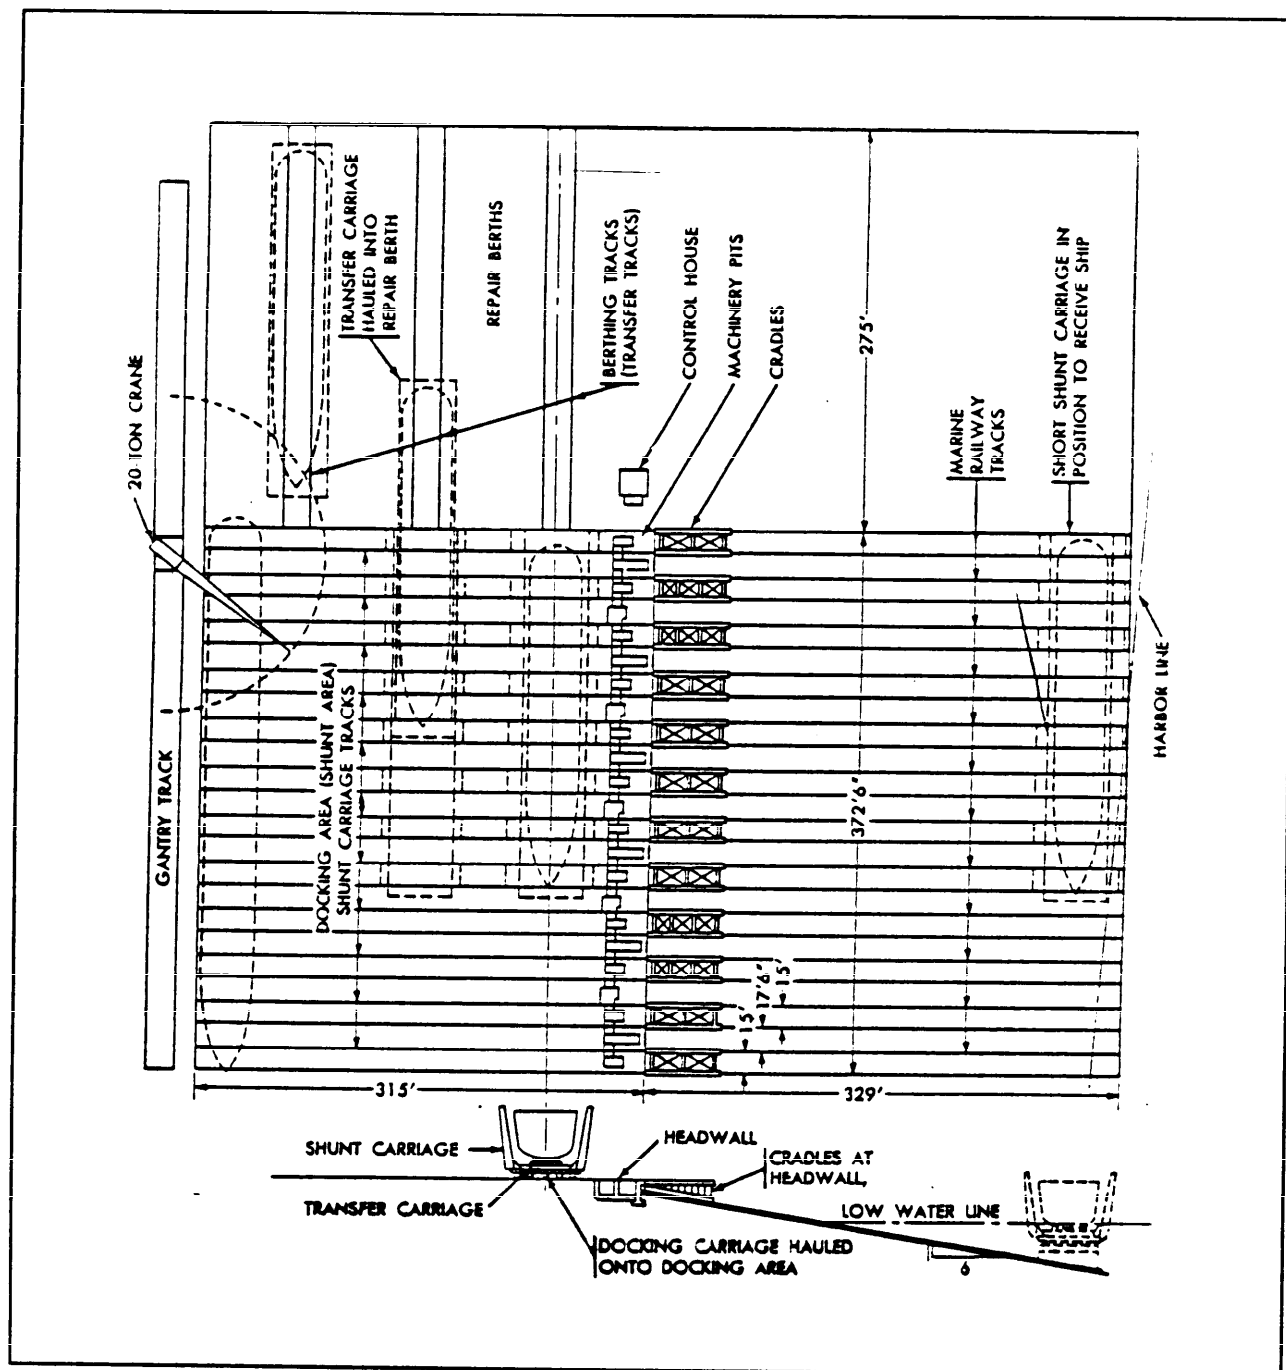 20 TON CRANE
TRANSFER CARRIAGE
HAULED INTO
REPAIR BERTH
REPAIR BERTHS
BERTHING TRACKS
(TRANSFER TRACKS)
CONTROL HOUSE
MACHINERY PITS
CRADLES
275'
MARINE
RAILWAY
TRACKS
SHORT SHUNT CARRIAGE IN
POSITION TO RECEIVE SHIP
HARBOR LINE
GANTRY TRACK
DOCKING AREA (SHUNT AREA)
SHUNT CARRIAGE TRACKS
372'6"
15'
17'6"
15'
315'
329'
SHUNT CARRIAGE
HEADWALL
CRADLES AT
HEADWALL,
TRANSFER CARRIAGE
LOW WATER LINE
DOCKING CARRIAGE HAULED
ONTO DOCKING AREA
6